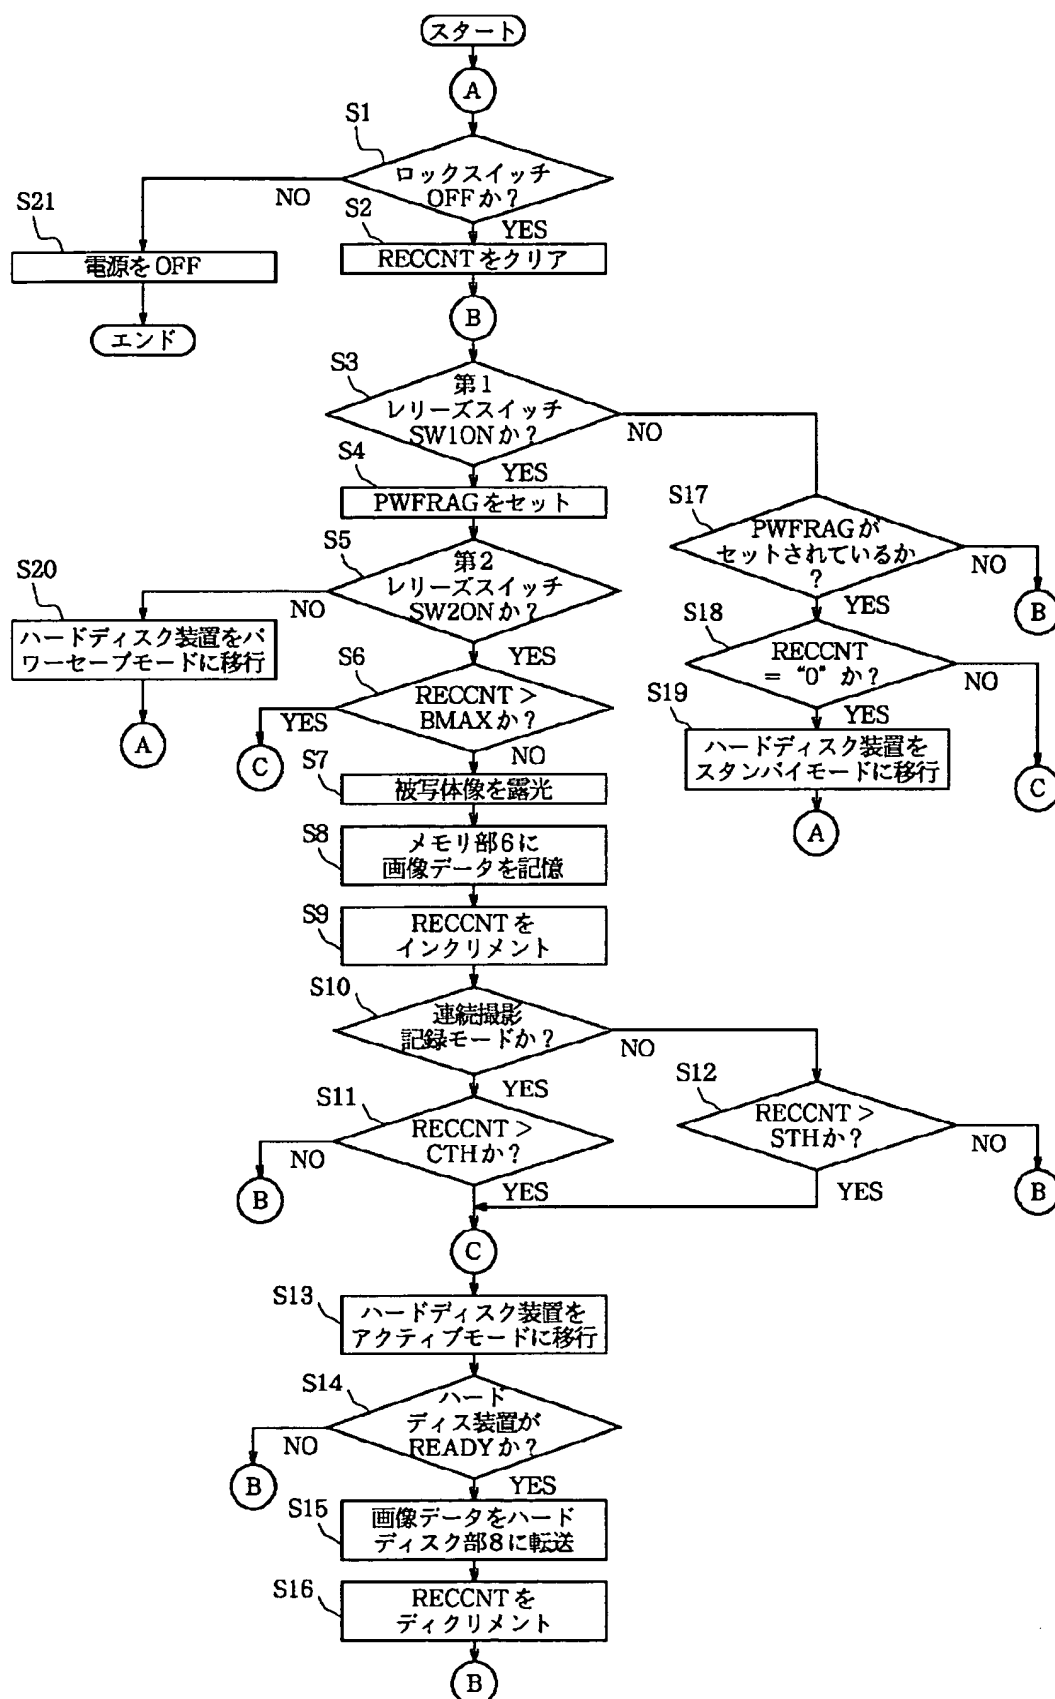 スタート
A
S1
ロックスイッチ
OFFか？
NO
YES
S21
電源をOFF
エンド
S2
RECCNTをクリア
B
S3
第1
レリーズスイッチ
SW1ONか？
NO
YES
S4
PWFRAGをセット
S17
PWFRAGが
セットされているか
？
NO
B
YES
S5
第2
レリーズスイッチ
SW2ONか？
NO
YES
S20
ハードディスク装置をパ
ワーセーブモードに移行
A
S18
RECCNT
＝“0”か？
NO
C
YES
S6
RECCNT＞
BMAXか？
YES
C
NO
S19
ハードディスク装置を
スタンバイモードに移行
A
S7
被写体像を露光
S8
メモリ部6に
画像データを記憶
S9
RECCNTを
インクリメント
S10
連続撮影
記録モードか？
NO
YES
S11
RECCNT＞
CTHか？
NO
B
YES
S12
RECCNT＞
STHか？
NO
B
YES
C
S13
ハードディスク装置を
アクティブモードに移行
S14
ハード
ディス装置が
READYか？
NO
B
YES
S15
画像データをハード
ディスク部8に転送
S16
RECCNTを
ディクリメント
B